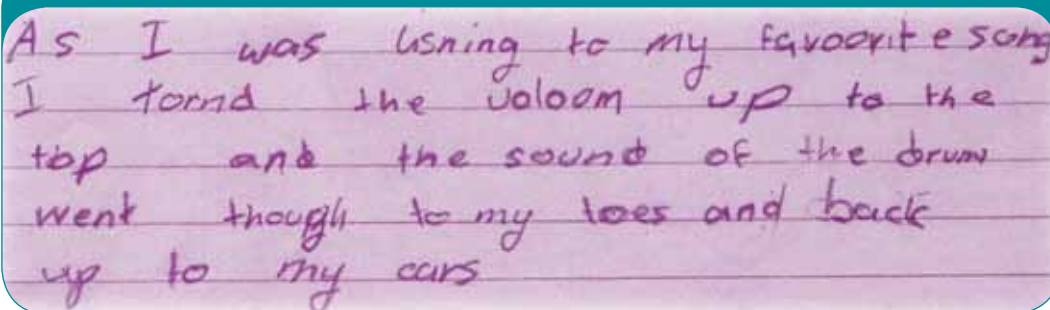 As I was lisning to my favoorite song
I tornd the voloom up to the
top and the sound of the drum
went though to my toes and back
up to my ears